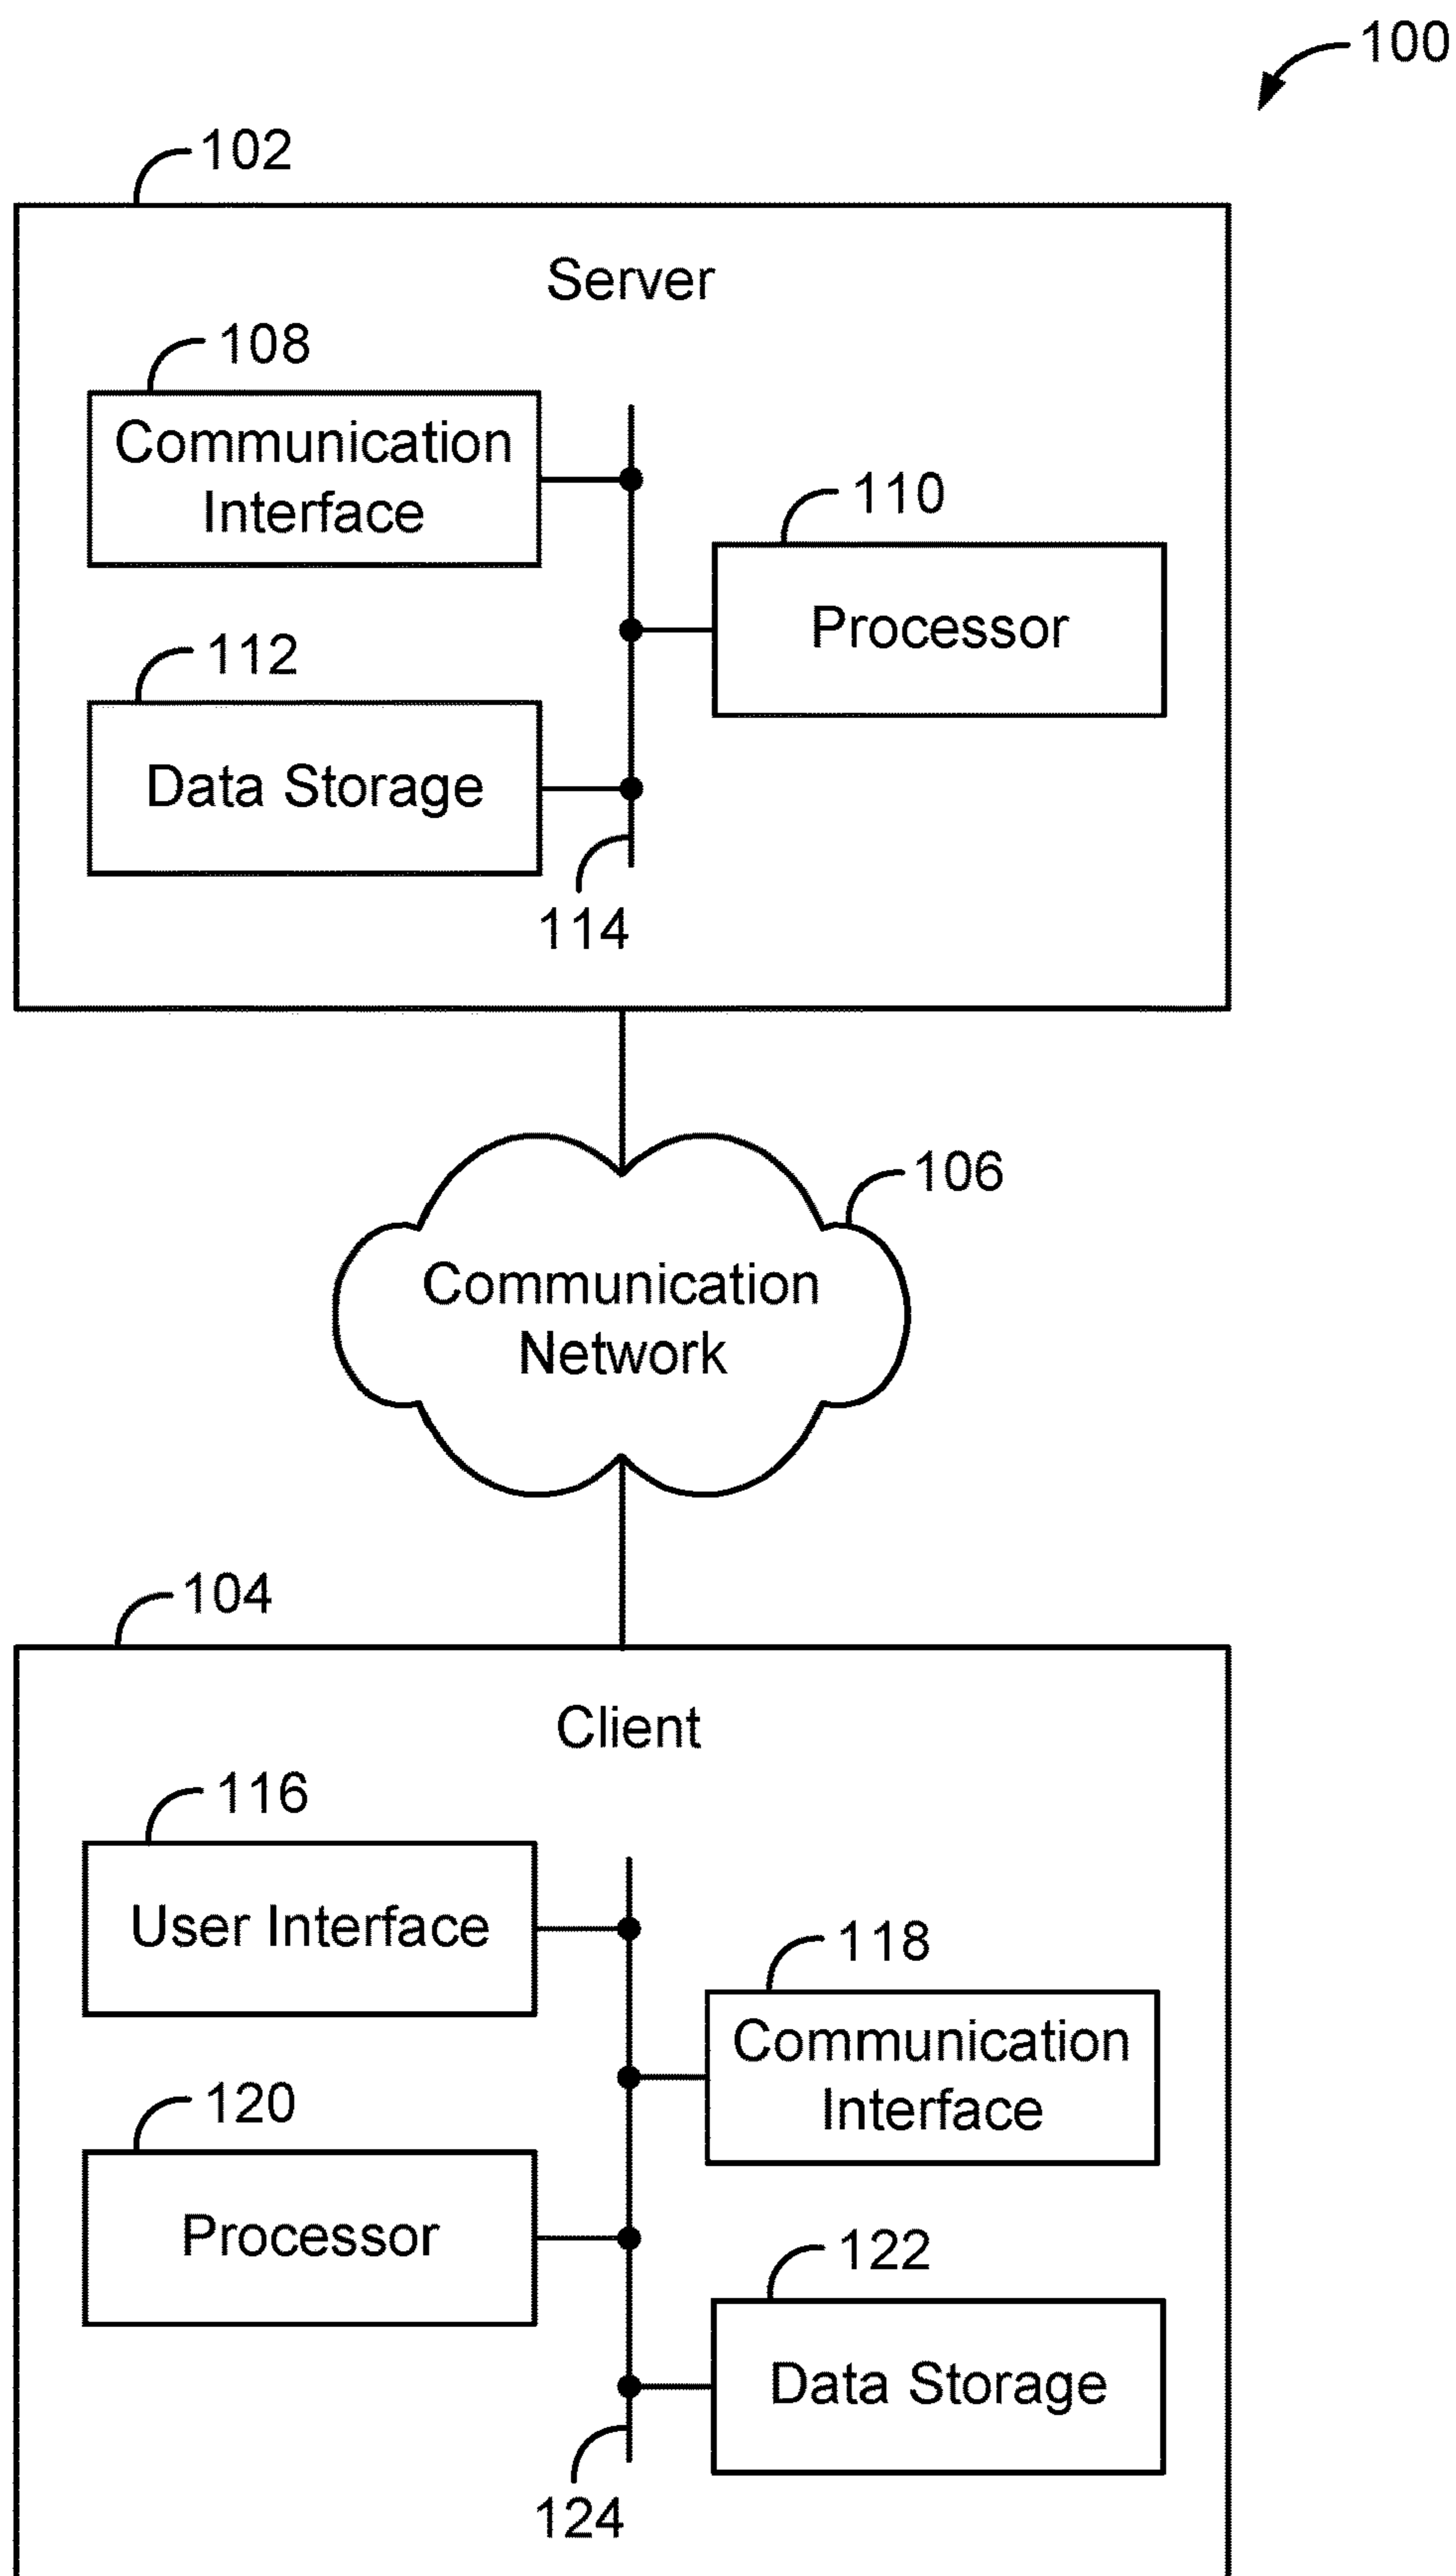 100
102
Server
108
Communication
Interface
110
Processor
112
Data Storage
114
106
Communication
Network
104
Client
116
User Interface
118
Communication
Interface
120
Processor
122
Data Storage
124